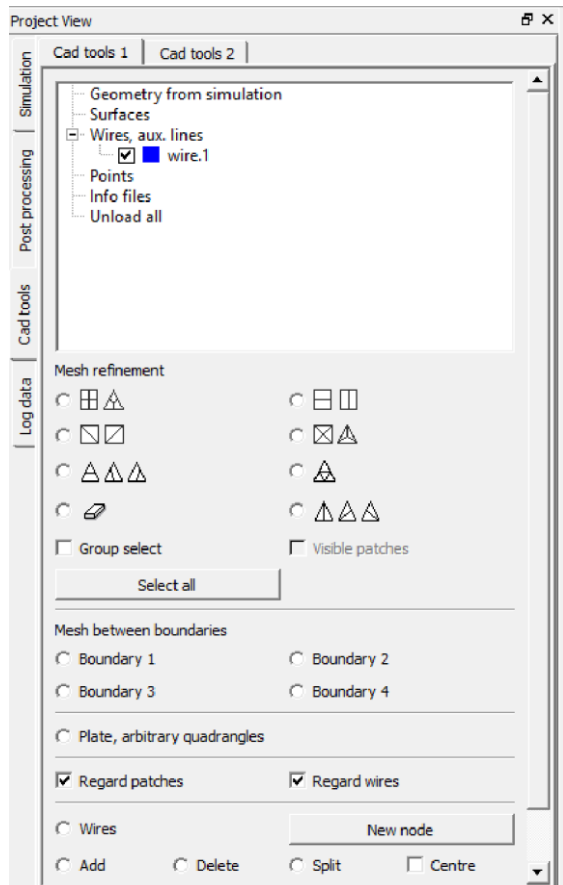 Project View
Cad tools 1 Cad tools 2
Simulation
Post processing
Cad tools
Log data
Geometry from simulation
Surfaces
Wires, aux. lines
wire.1
Points
Info files
Unload all
Mesh refinement
Group select Visible patches
Select all
Mesh between boundaries
Boundary 1 Boundary 2
Boundary 3 Boundary 4
Plate, arbitrary quadrangles
Regard patches Regard wires
Wires New node
Add Delete Split Centre